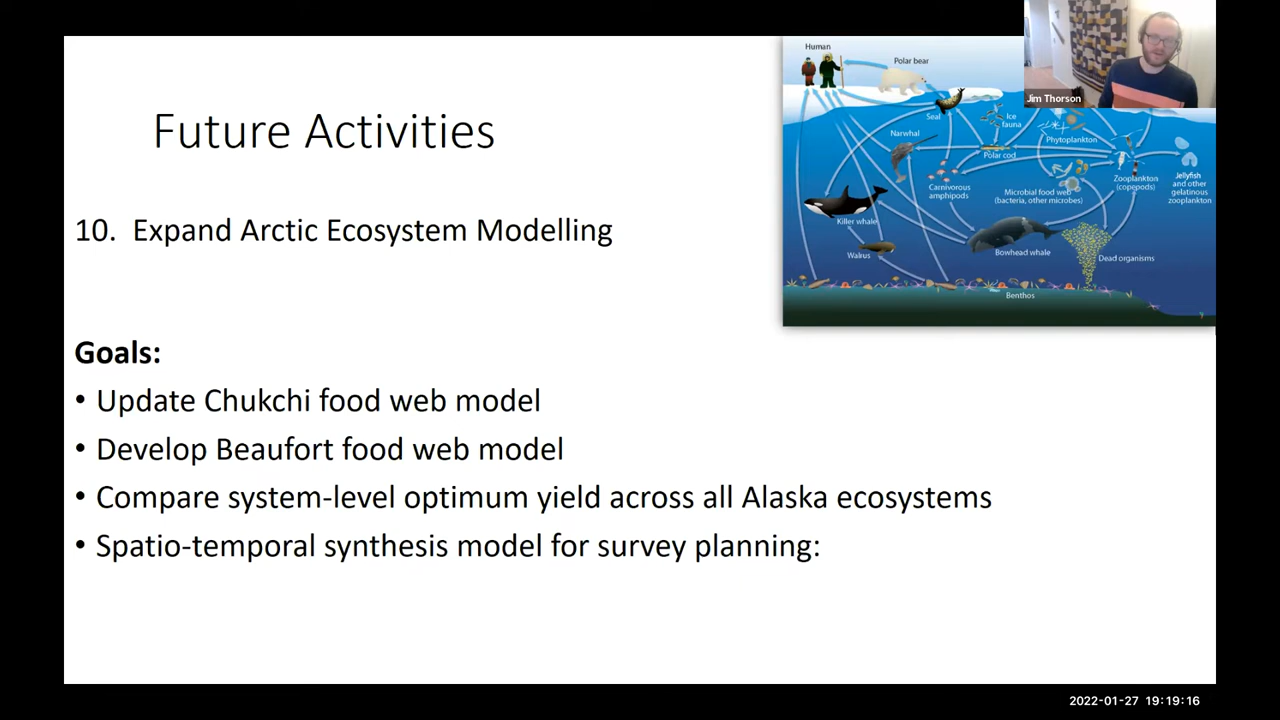 Future Activities
10. Expand Arctic Ecosystem Modelling
Goals:
• Update Chukchi food web model
• Develop Beaufort food web model
• Compare system-level optimum yield across all Alaska ecosystems
• Spatio-temporal synthesis model for survey planning:
Human
Polar bear
Seal
Ice
fauna
Phytoplankton
Narwhal
Polar cod
Zooplankton
(copepods)
Jellyfish
and other
gelatinous
zooplankton
Carnivorous
amphipods
Microbial food web
(bacteria, other microbes)
Killer whale
Walrus
Bowhead whale
Dead organisms
Benthos
Jim Thorson
2022-01-27 19:19:16